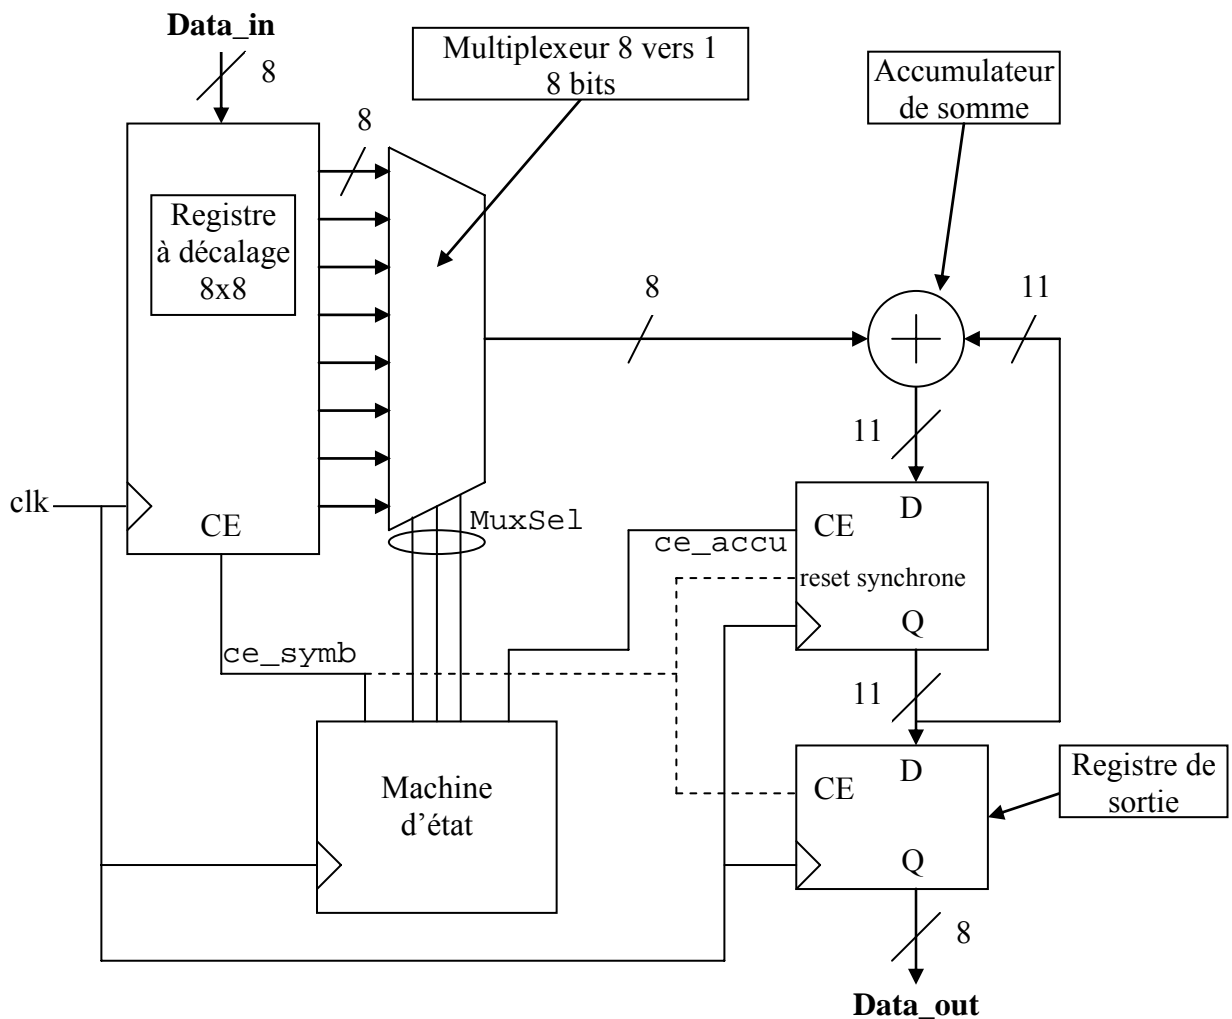 Data_in
8
Multiplexeur 8 vers 1
8 bits
Accumulateur
de somme
8
Registre
à décalage
8x8
8
11
11
clk
CE
MuxSel
ce_accu
CE
D
reset synchrone
Q
ce_symb
11
Machine
d’état
CE
D
Q
Registre de
sortie
8
Data_out